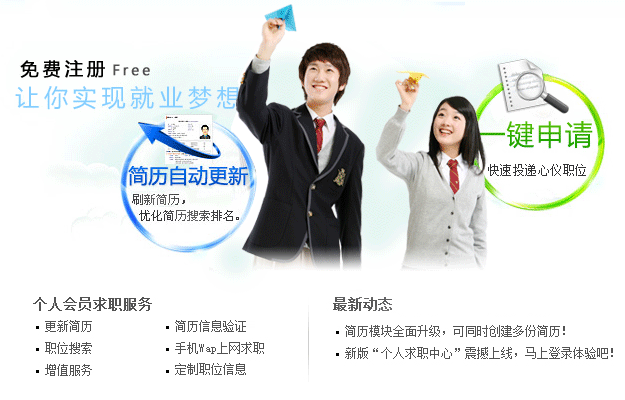 免费注册 Free
让你实现就业梦想
简历自动更新
刷新简历，
优化简历搜索排名。
一键申请
快速投递心仪职位
个人会员求职服务
更新简历
简历信息验证
职位搜索
手机Wap上网求职
增值服务
定制职位信息
最新动态
简历模块全面升级，可同时创建多份简历！
新版“个人求职中心”震撼上线，马上登录体验吧！